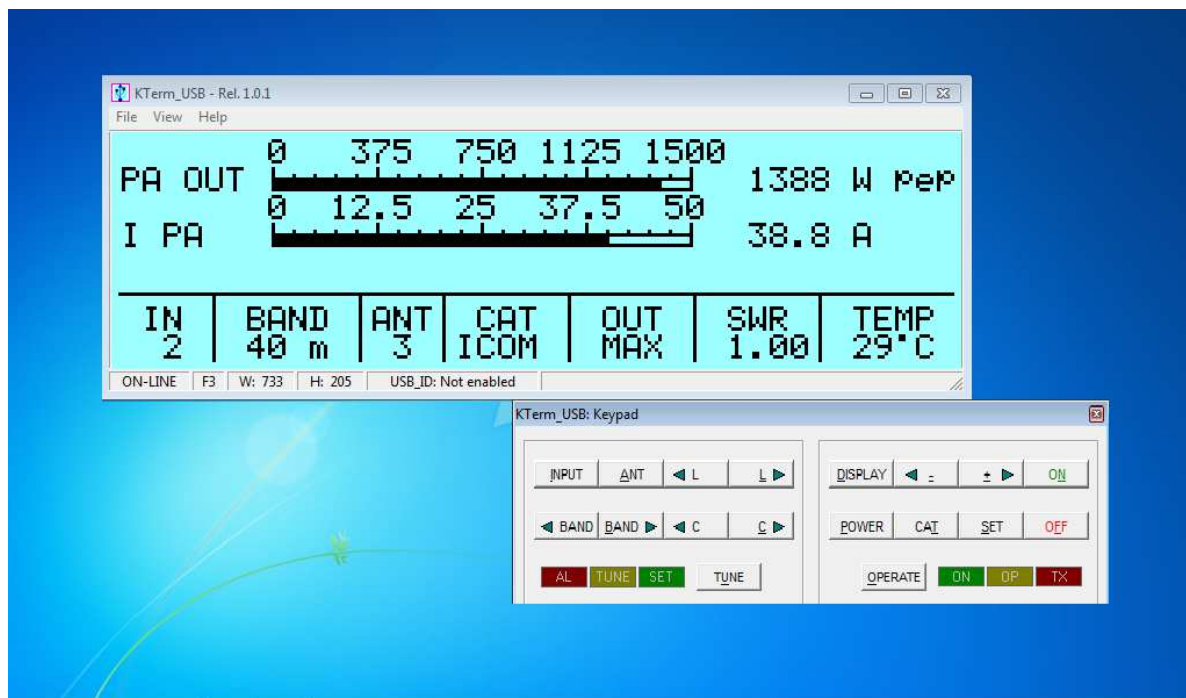 KTerm_USB - Rel. 1.0.1
File View Help
0 375 750 1125 1500
PA OUT 1388 W pep
0 12.5 25 37.5 50
I PA 38.8 A
IN BAND ANT CAT OUT SWR TEMP
2 40 m 3 ICOM MAX 1.00 29°C
ON-LINE F3 W: 733 H: 205 USB_ID: Not enabled
KTerm_USB: Keypad
INPUT ANT ◄ L L ► DISPLAY ◄ - + ► ON
◄ BAND BAND ► ◄ C C ► POWER CAT SET OFF
AL TUNE SET TUNE OPERATE ON OP TX